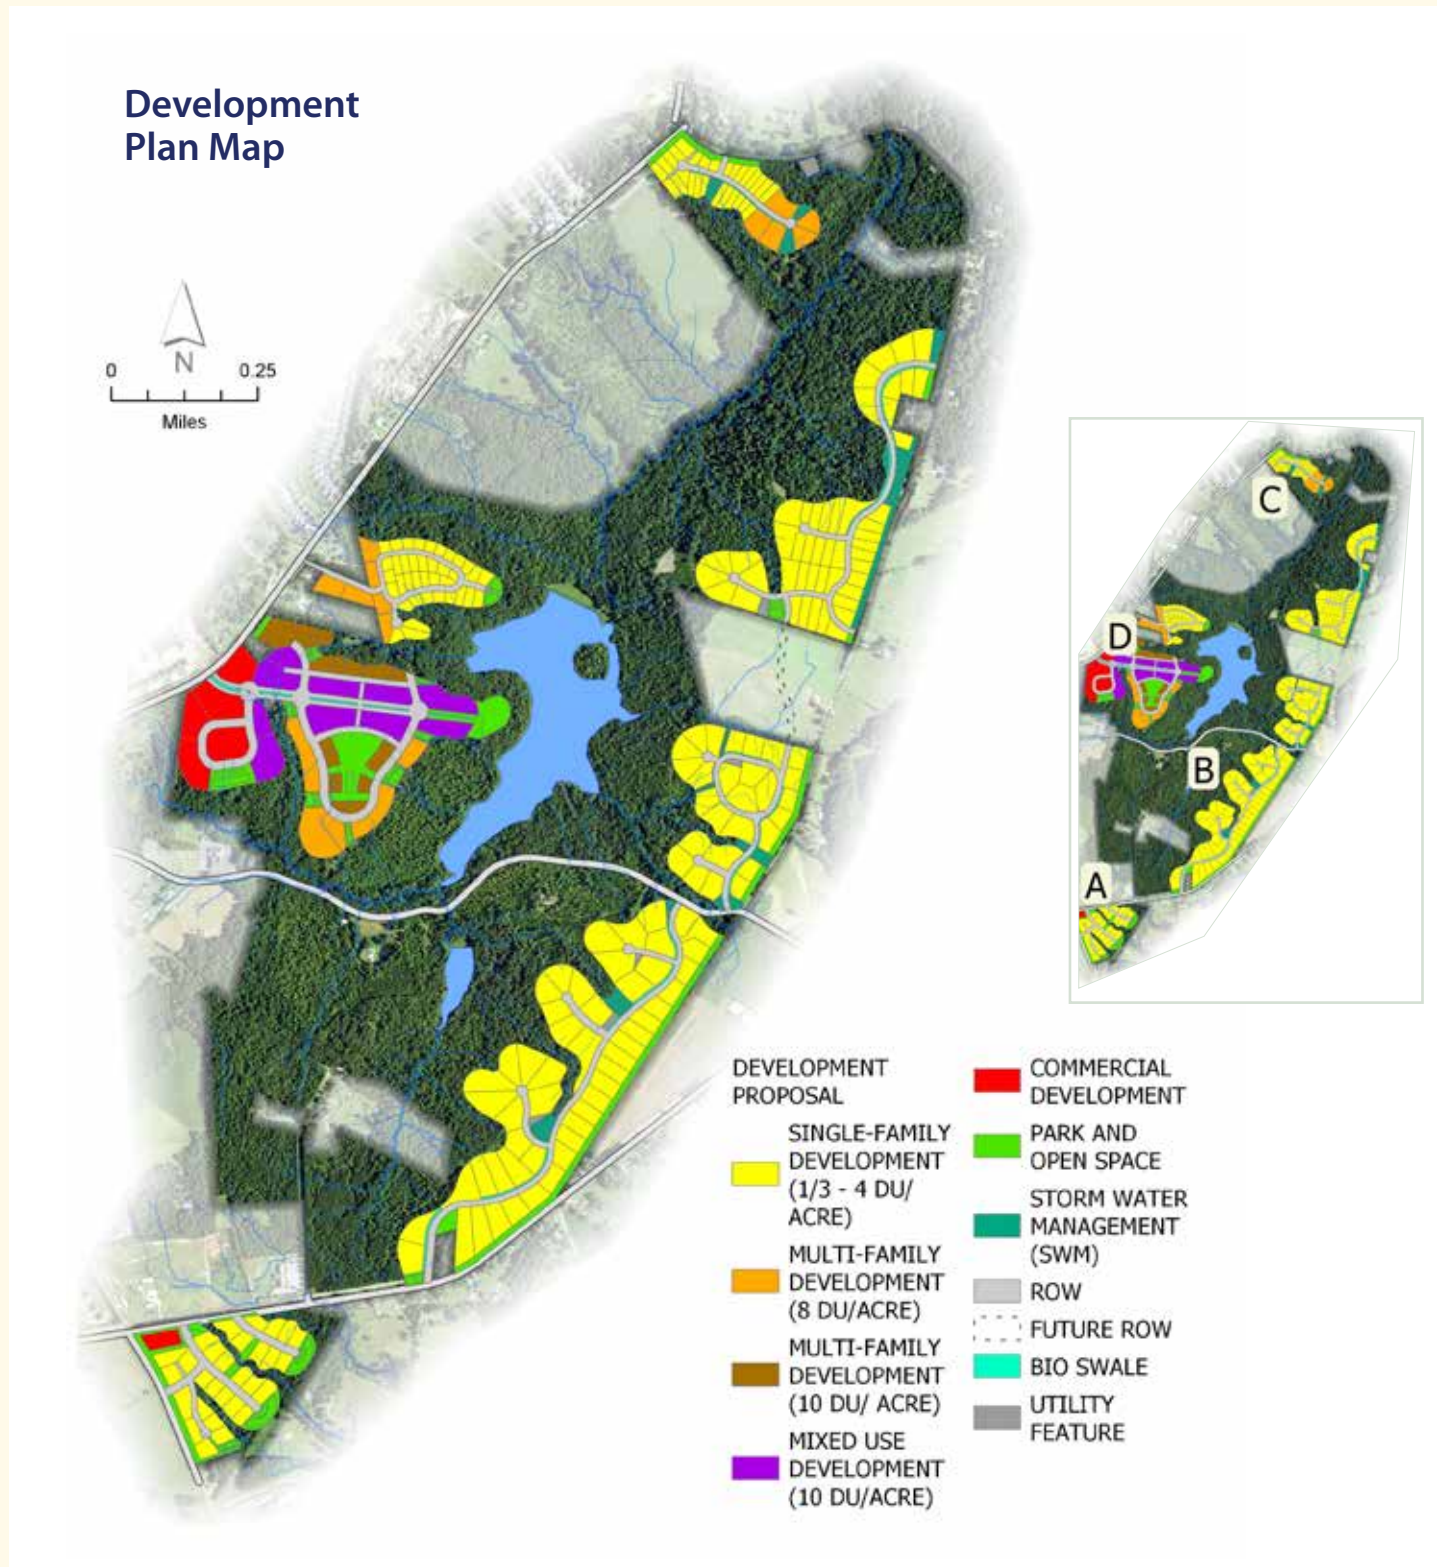 Development
Plan Map
N
0 0.25
Miles
C
D
B
A
DEVELOPMENT
PROPOSAL
SINGLE-FAMILY
DEVELOPMENT
(1/3 - 4 DU/
ACRE)
MULTI-FAMILY
DEVELOPMENT
(8 DU/ACRE)
MULTI-FAMILY
DEVELOPMENT
(10 DU/ ACRE)
MIXED USE
DEVELOPMENT
(10 DU/ACRE)
COMMERCIAL
DEVELOPMENT
PARK AND
OPEN SPACE
STORM WATER
MANAGEMENT
(SWM)
ROW
FUTURE ROW
BIO SWALE
UTILITY
FEATURE